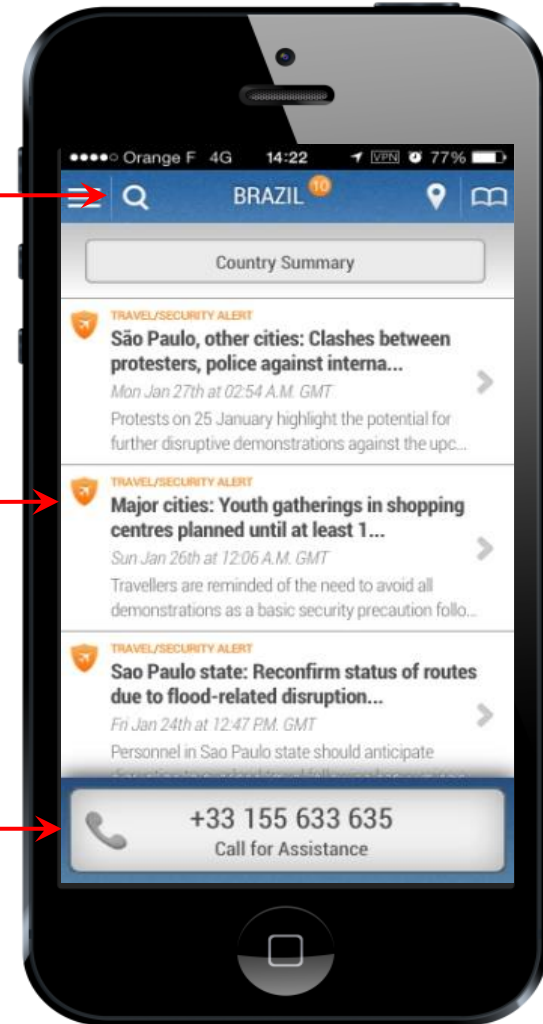 Orange F 4G 14:22 VPN 77%
BRAZIL 10
Country Summary
TRAVEL/SECURITY ALERT
São Paulo, other cities: Clashes between
protesters, police against interna...
Mon Jan 27th at 02:54 A.M. GMT
Protests on 25 January highlight the potential for
further disruptive demonstrations against the upc...
TRAVEL/SECURITY ALERT
Major cities: Youth gatherings in shopping
centres planned until at least 1...
Sun Jan 26th at 12:06 A.M. GMT
Travellers are reminded of the need to avoid all
demonstrations as a basic security precaution follo...
TRAVEL/SECURITY ALERT
Sao Paulo state: Reconfirm status of routes
due to flood-related disruption...
Fri Jan 24th at 12:47 P.M. GMT
Personnel in Sao Paulo state should anticipate
+33 155 633 635
Call for Assistance